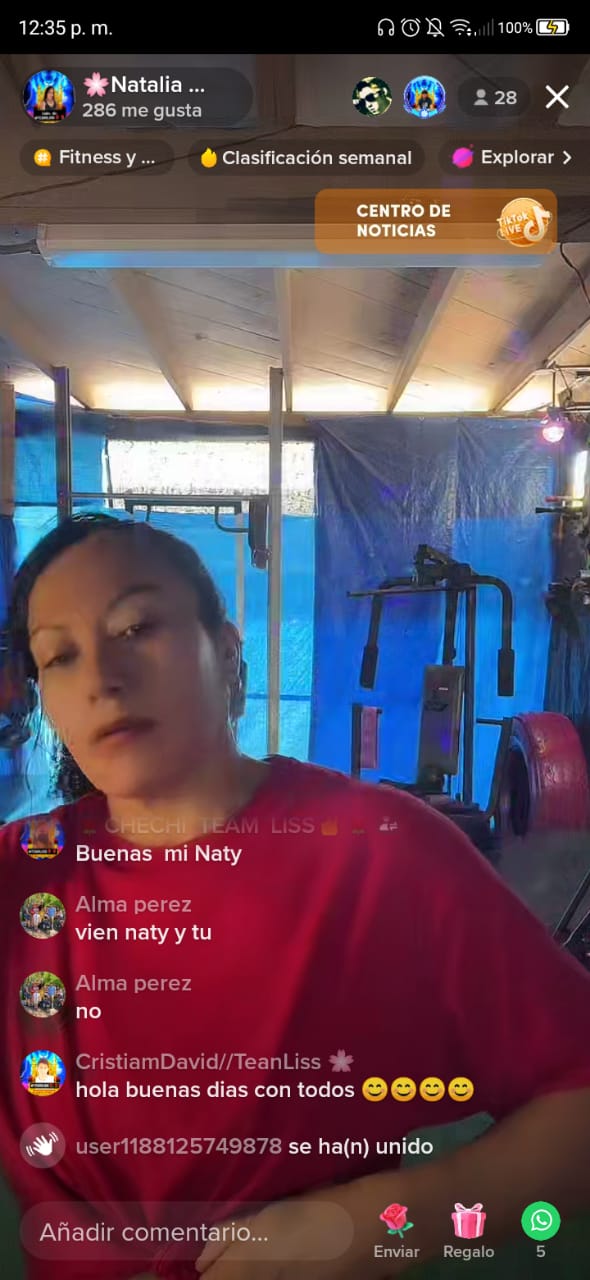 12:35 p. m.
100%
🌸Natalia ...
286 me gusta
28
Fitness y ...
Clasificación semanal
Explorar
CENTRO DE
NOTICIAS
TikTok
LIVE
CHECHI TEAM LISS
Buenas mi Naty
Alma perez
vien naty y tu
Alma perez
no
CristiamDavid//TeanLiss 🌸
hola buenas dias con todos 😊😊😊😊
user1188125749878 se ha(n) unido
Añadir comentario...
Enviar
Regalo
5